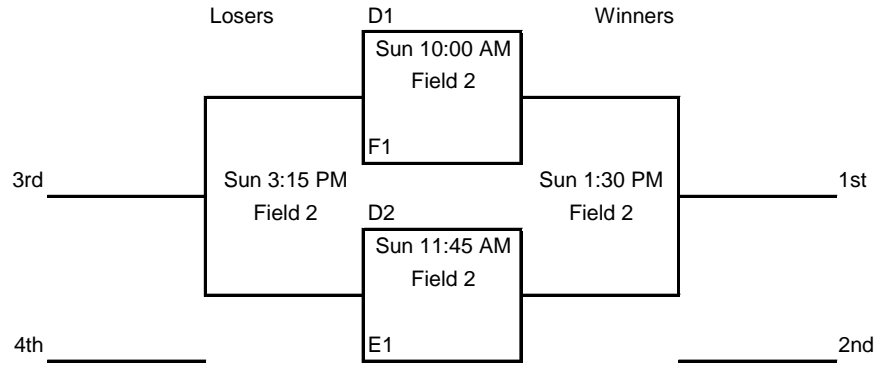 Losers
D1
Winners
Sun 10:00 AM
Field 2
F1
3rd
Sun 3:15 PM
Field 2
Sun 1:30 PM
Field 2
1st
D2
Sun 11:45 AM
Field 2
4th
E1
2nd